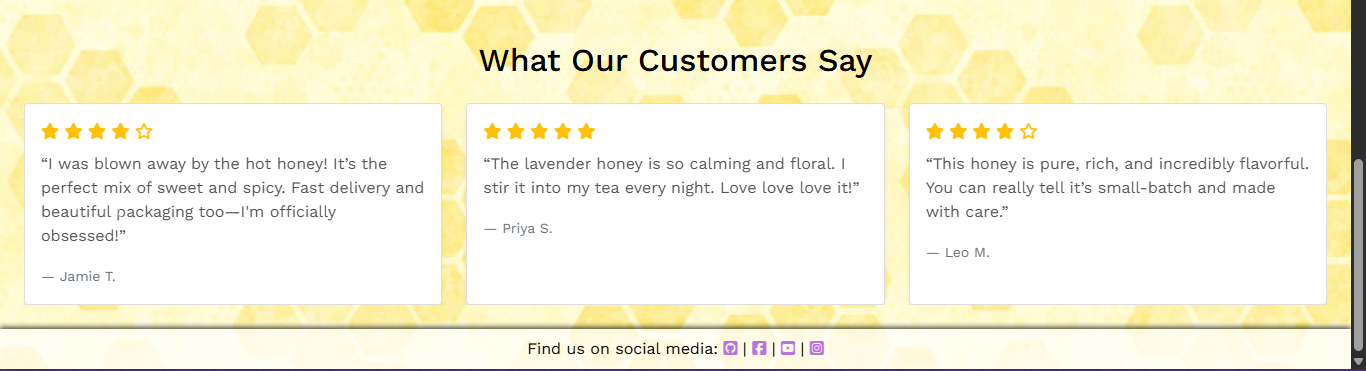 What Our Customers Say
“I was blown away by the hot honey! It’s the
perfect mix of sweet and spicy. Fast delivery and
beautiful packaging too—I'm officially
obsessed!”
— Jamie T.
“The lavender honey is so calming and floral. I
stir it into my tea every night. Love love love it!”
— Priya S.
“This honey is pure, rich, and incredibly flavorful.
You can really tell it’s small-batch and made
with care.”
— Leo M.
Find us on social media: | | |